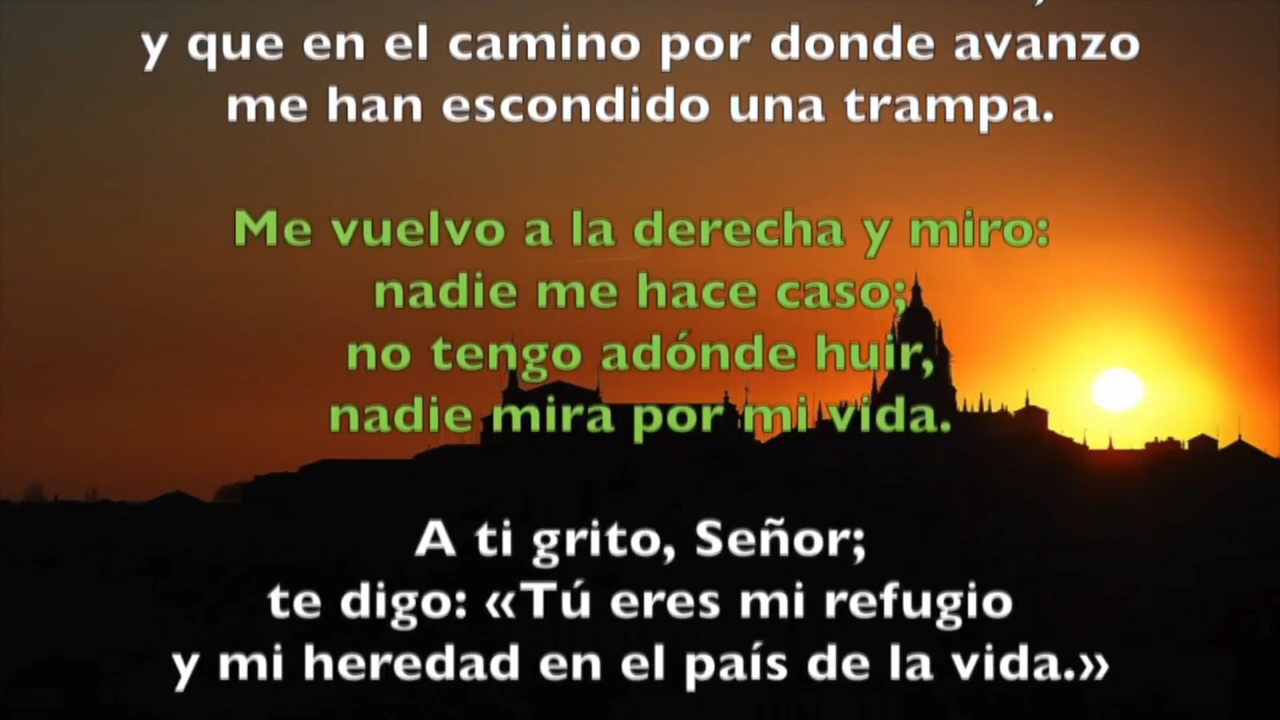 y que en el camino por donde avanzo
me han escondido una trampa.
Me vuelvo a la derecha y miro:
nadie me hace caso;
no tengo adónde huir,
nadie mira por mi vida.
A ti grito, Señor;
te digo: «Tú eres mi refugio
y mi heredad en el país de la vida.»